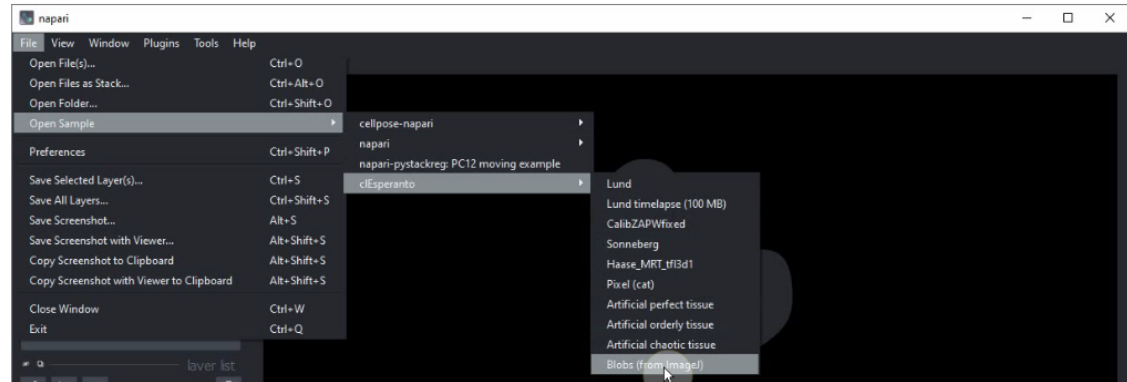 napari
File View Window Plugins Tools Help
Open File(s)... Ctrl+O
Open Files as Stack... Ctrl+Alt+O
Open Folder... Ctrl+Shift+O
Open Sample
Preferences Ctrl+Shift+P
Save Selected Layer(s)... Ctrl+S
Save All Layers... Ctrl+Shift+S
Save Screenshot... Alt+S
Save Screenshot with Viewer... Alt+Shift+S
Copy Screenshot to Clipboard Alt+Shift+S
Copy Screenshot with Viewer to Clipboard Alt+Shift+S
Close Window Ctrl+W
Exit Ctrl+Q
layer list
cellpose-napari
napari
napari-pystackreg: PC12 moving example
clEsperanto
Lund
Lund timelapse (100 MB)
CalibZAPWfixed
Sonneberg
Haase_MRT_tfl3d1
Pixel (cat)
Artificial perfect tissue
Artificial orderly tissue
Artificial chaotic tissue
Blobs (from ImageJ)